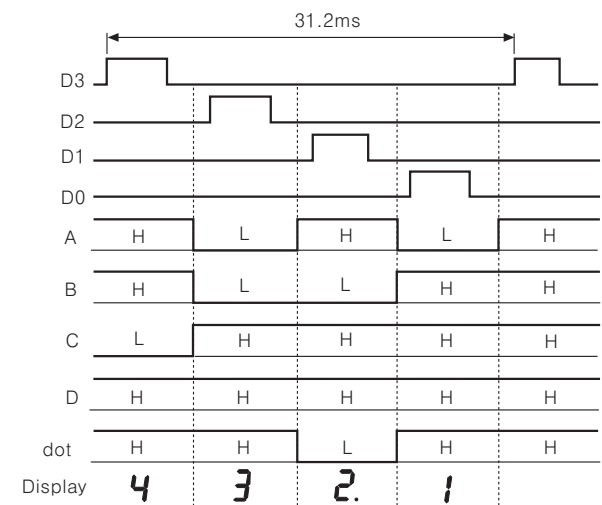 31.2ms
D3
D2
D1
D0
A H L H L H
B H L L H H
C L H H H H
D H H H H H
dot H H L H H
Display 4 3 2. 1